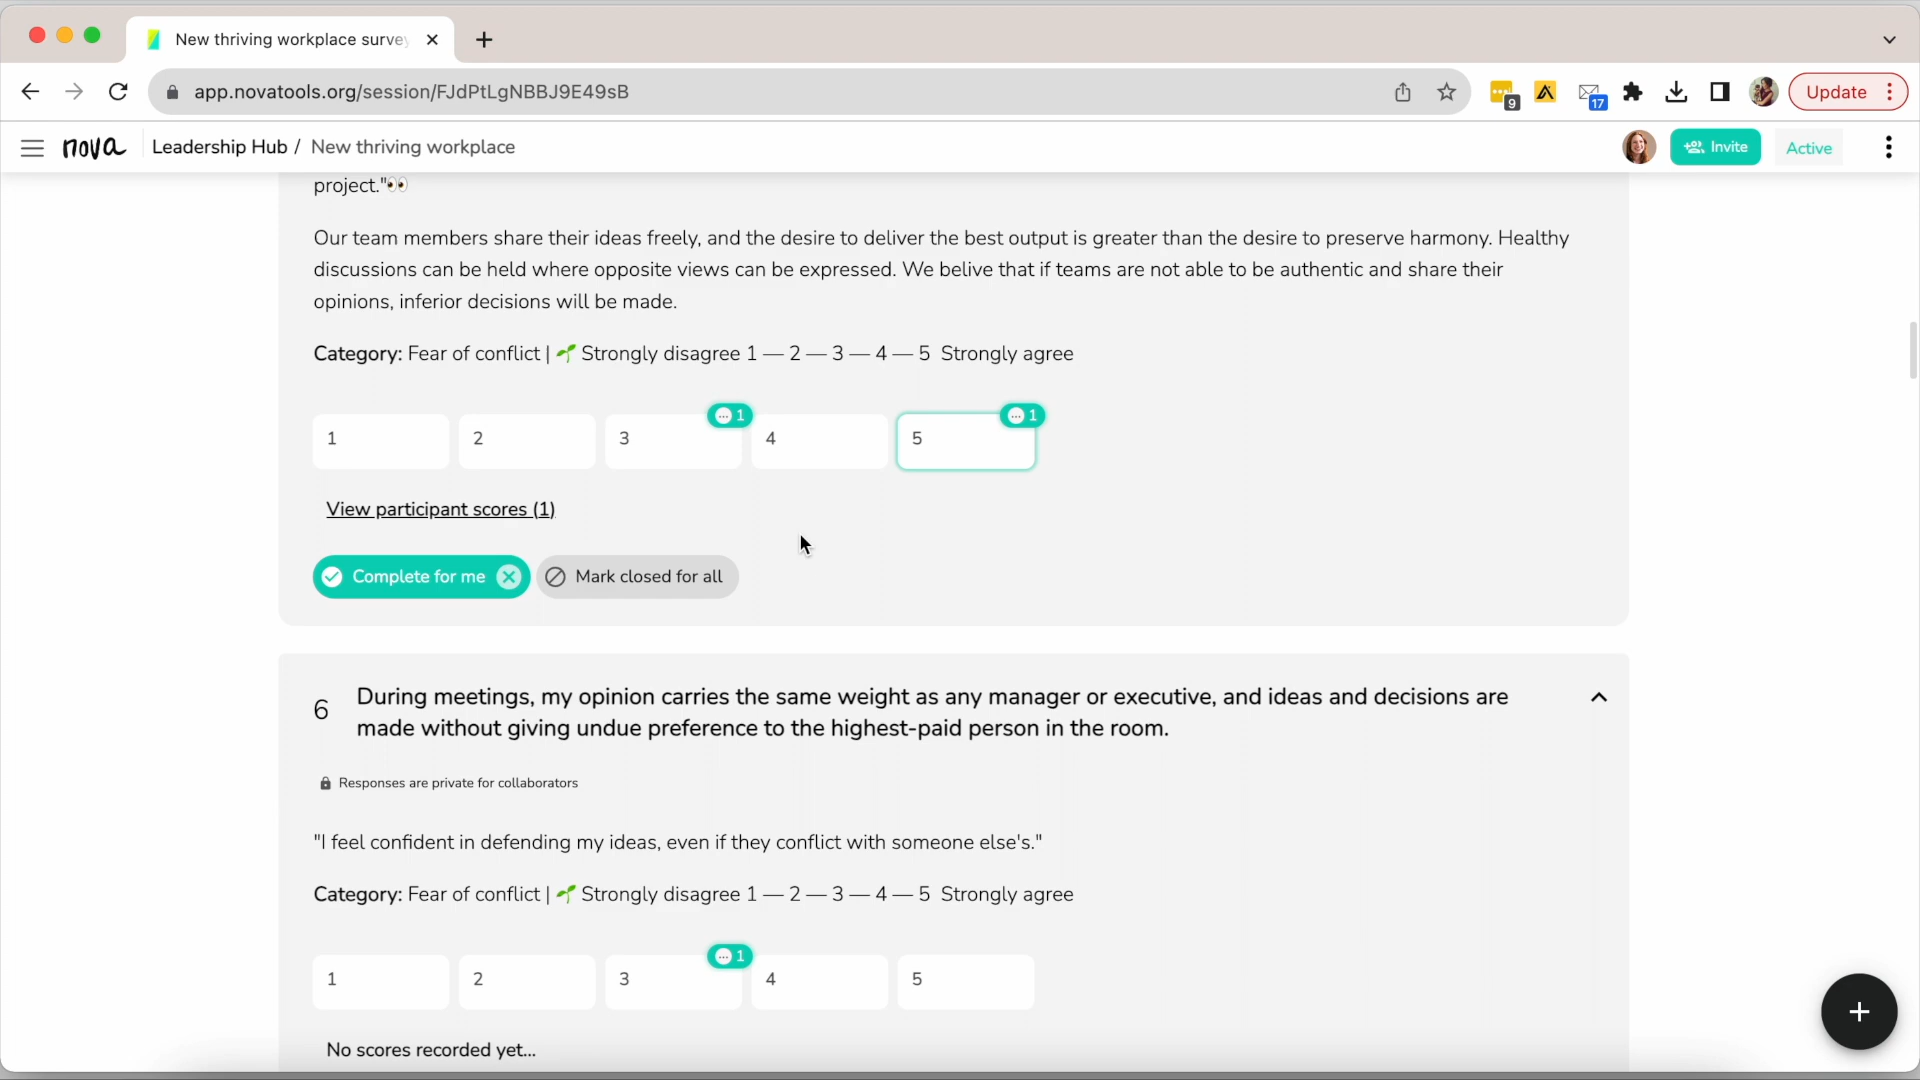 New thriving workplace surve
app.novatools.org/session/FJdPtLgNBBJ9E49sB
9
17
Update
nova
Leadership Hub / New thriving workplace
Invite
Active
project."👀
Our team members share their ideas freely, and the desire to deliver the best output is greater than the desire to preserve harmony. Healthy
discussions can be held where opposite views can be expressed. We belive that if teams are not able to be authentic and share their
opinions, inferior decisions will be made.
Category: Fear of conflict | 🌱 Strongly disagree 1 — 2 — 3 — 4 — 5 Strongly agree
1
1
1 2 3 4 5
View participant scores (1)
Complete for me
Mark closed for all
6
During meetings, my opinion carries the same weight as any manager or executive, and ideas and decisions are
made without giving undue preference to the highest-paid person in the room.
Responses are private for collaborators
"I feel confident in defending my ideas, even if they conflict with someone else's."
Category: Fear of conflict | 🌱 Strongly disagree 1 — 2 — 3 — 4 — 5 Strongly agree
1
1 2 3 4 5
No scores recorded yet...